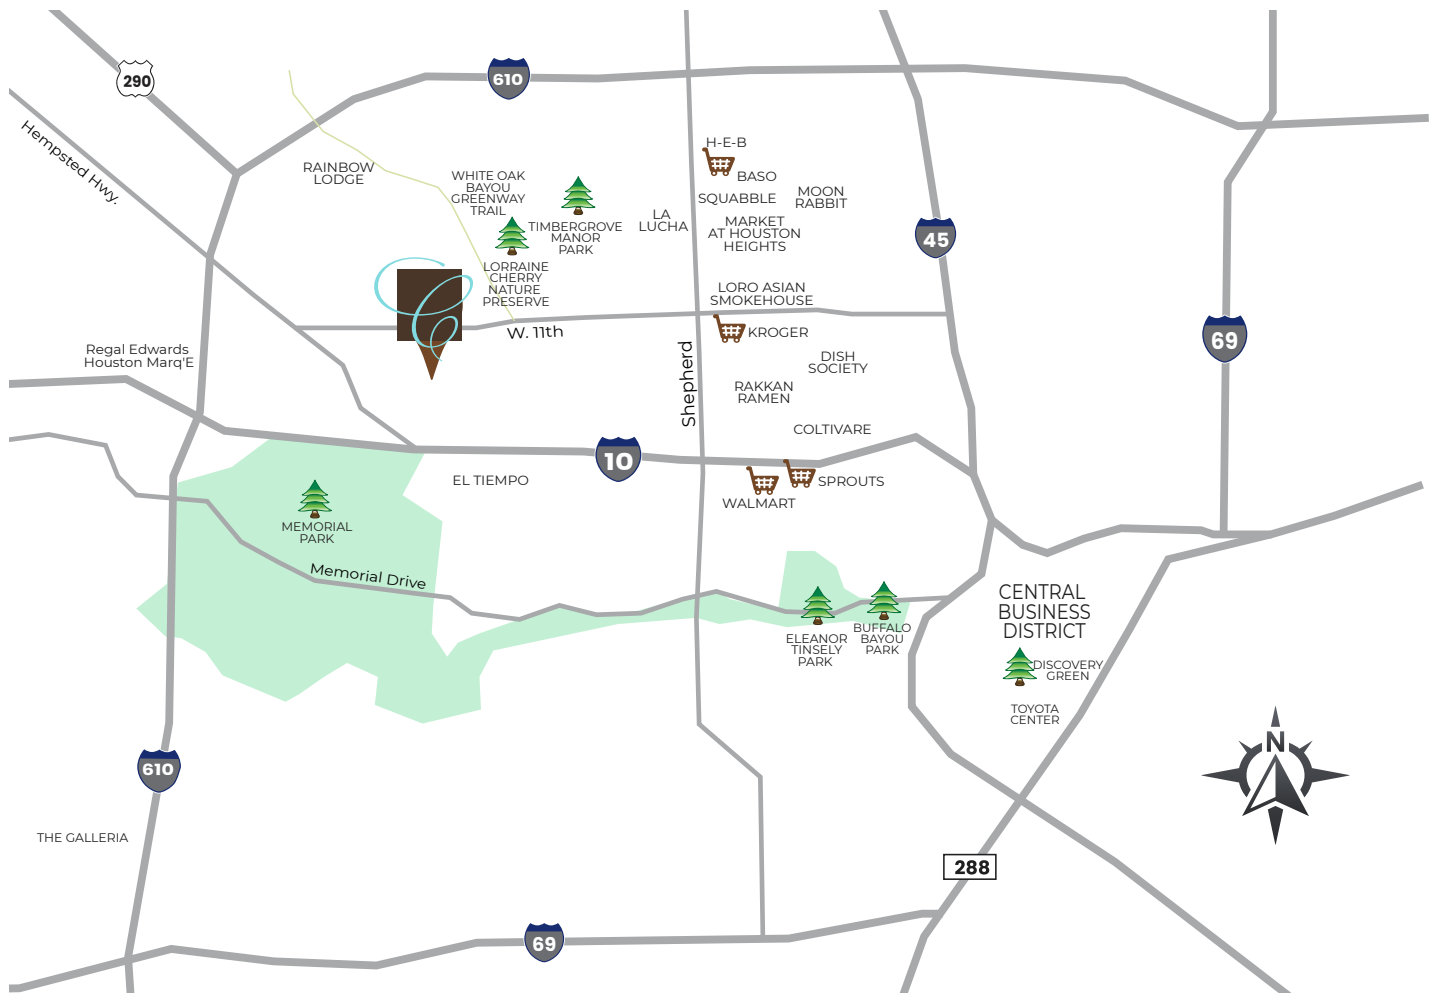 290
610
Hempsted Hwy.
RAINBOW
LODGE
WHITE OAK
BAYOU
GREENWAY
TRAIL
TIMBERGROVE
MANOR
PARK
LORRAINE
CHERRY
NATURE
PRESERVE
LA
LUCHA
H-E-B
BASO
SQUABBLE
MOON
RABBIT
MARKET
AT HOUSTON
HEIGHTS
45
LORO ASIAN
SMOKEHOUSE
C
W. 11th
KROGER
69
Regal Edwards
Houston Marq'E
Shepherd
DISH
SOCIETY
RAKKAN
RAMEN
COLTIVARE
10
EL TIEMPO
SPROUTS
WALMART
MEMORIAL
PARK
Memorial Drive
ELEANOR
TINSELY
PARK
BUFFALO
BAYOU
PARK
CENTRAL
BUSINESS
DISTRICT
DISCOVERY
GREEN
TOYOTA
CENTER
N
610
THE GALLERIA
288
69